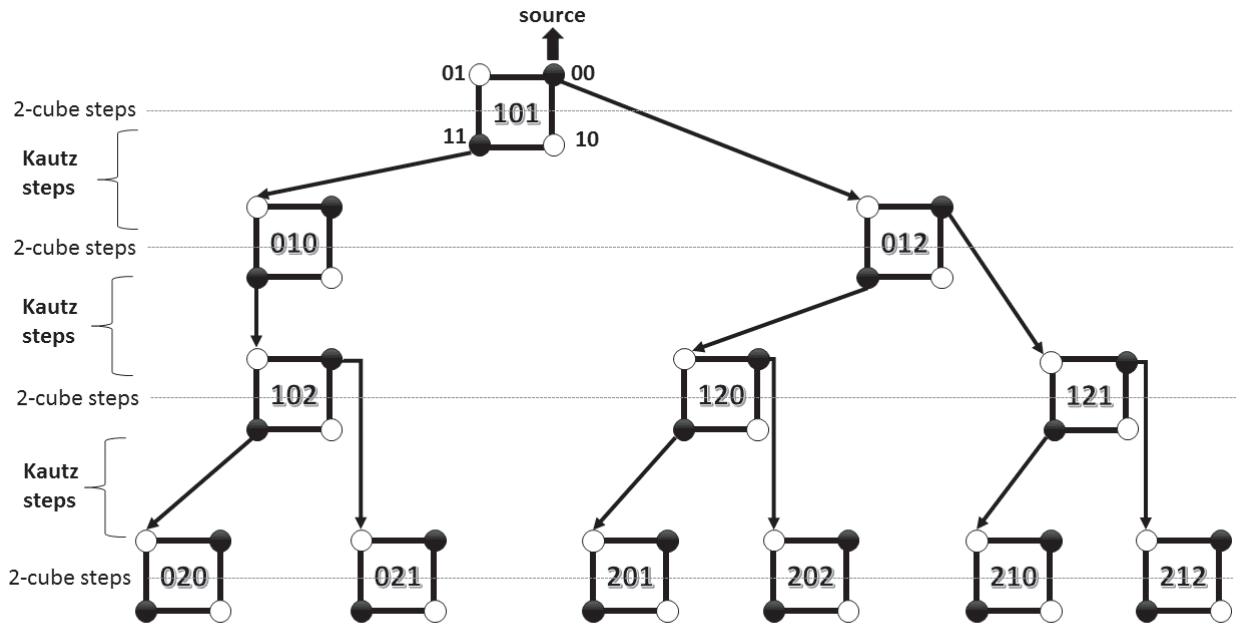 source
01
00
2-cube steps
101
11
10
Kautz
steps
2-cube steps
010
012
Kautz
steps
2-cube steps
102
120
121
Kautz
steps
2-cube steps
020
021
201
202
210
212